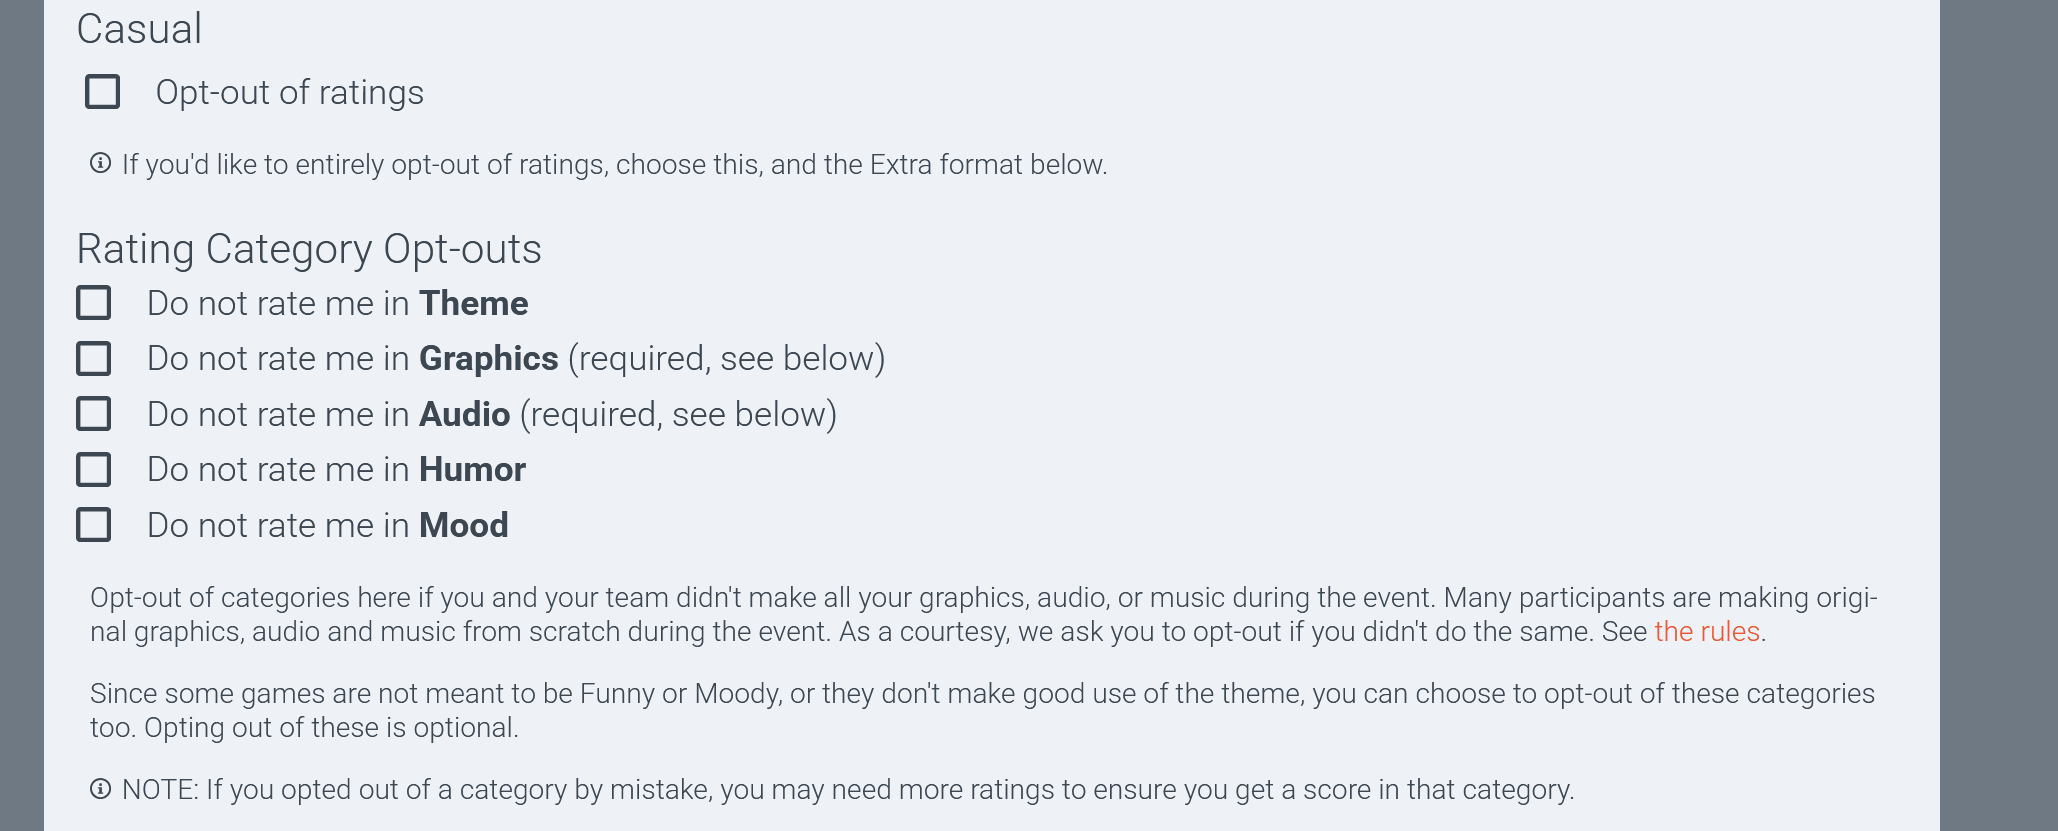 Casual
Opt-out of ratings
If you'd like to entirely opt-out of ratings, choose this, and the Extra format below.
Rating Category Opt-outs
Do not rate me in Theme
Do not rate me in Graphics (required, see below)
Do not rate me in Audio (required, see below)
Do not rate me in Humor
Do not rate me in Mood
Opt-out of categories here if you and your team didn't make all your graphics, audio, or music during the event. Many participants are making origi-
nal graphics, audio and music from scratch during the event. As a courtesy, we ask you to opt-out if you didn't do the same. See the rules.
Since some games are not meant to be Funny or Moody, or they don't make good use of the theme, you can choose to opt-out of these categories
too. Opting out of these is optional.
NOTE: If you opted out of a category by mistake, you may need more ratings to ensure you get a score in that category.